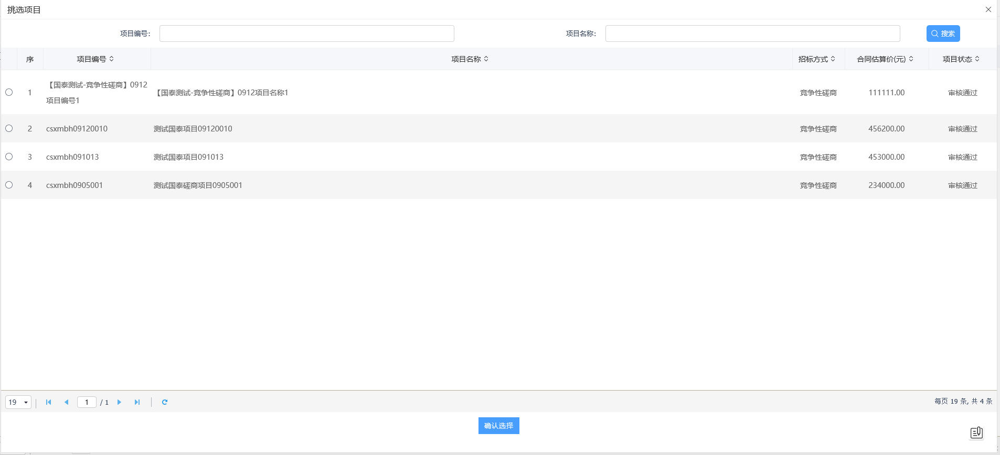 挑选项目
项目编号:
项目名称:
搜索
序 项目编号 项目名称 招标方式 合同估算价(元) 项目状态
1 【国泰测试-竞争性磋商】0912项目编号1 【国泰测试-竞争性磋商】0912项目名称1 竞争性磋商 111111.00 审核通过
2 csxmbh09120010 测试国泰项目09120010 竞争性磋商 456200.00 审核通过
3 csxmbh091013 测试国泰项目091013 竞争性磋商 453000.00 审核通过
4 csxmbh0905001 测试国泰磋商项目0905001 竞争性磋商 234000.00 审核通过
19 1 / 1 每页 19 条, 共 4 条
确认选择